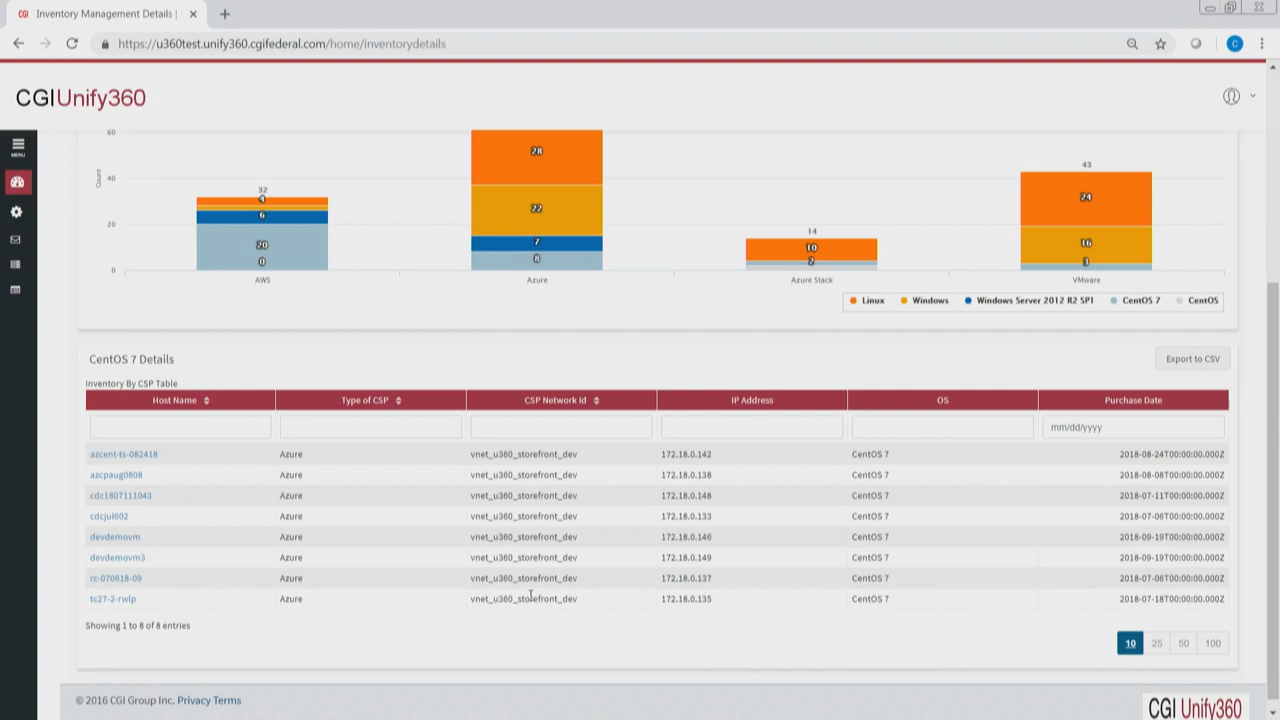 CGI Inventory Management Details |
https://u360test.unify360.cgifederal.com/home/inventorydetails
C
CGI Unify360
MENU
Count
60
40
20
0
32
4
6
20
0
28
22
7
8
14
10
2
43
24
16
3
AWS
Azure
Azure Stack
VMware
Linux Windows Windows Server 2012 R2 SP1 CentOS 7 CentOS
CentOS 7 Details
Export to CSV
Inventory By CSP Table
Host Name Type of CSP CSP Network Id IP Address OS Purchase Date
mm/dd/yyyy
azcent-ts-082418 Azure vnet_u360_storefront_dev 172.18.0.142 CentOS 7 2018-08-24T00:00:00.000Z
azcpaug0808 Azure vnet_u360_storefront_dev 172.18.0.138 CentOS 7 2018-08-08T00:00:00.000Z
cdc1807111043 Azure vnet_u360_storefront_dev 172.18.0.148 CentOS 7 2018-07-11T00:00:00.000Z
cdcjul602 Azure vnet_u360_storefront_dev 172.18.0.133 CentOS 7 2018-07-06T00:00:00.000Z
devdemovm Azure vnet_u360_storefront_dev 172.18.0.146 CentOS 7 2018-09-19T00:00:00.000Z
devdemovm3 Azure vnet_u360_storefront_dev 172.18.0.149 CentOS 7 2018-09-19T00:00:00.000Z
rc-070618-09 Azure vnet_u360_storefront_dev 172.18.0.137 CentOS 7 2018-07-06T00:00:00.000Z
tc27-2-rwlp Azure vnet_u360_storefront_dev 172.18.0.135 CentOS 7 2018-07-18T00:00:00.000Z
Showing 1 to 8 of 8 entries
10 25 50 100
© 2016 CGI Group Inc. Privacy Terms
CGI Unify360